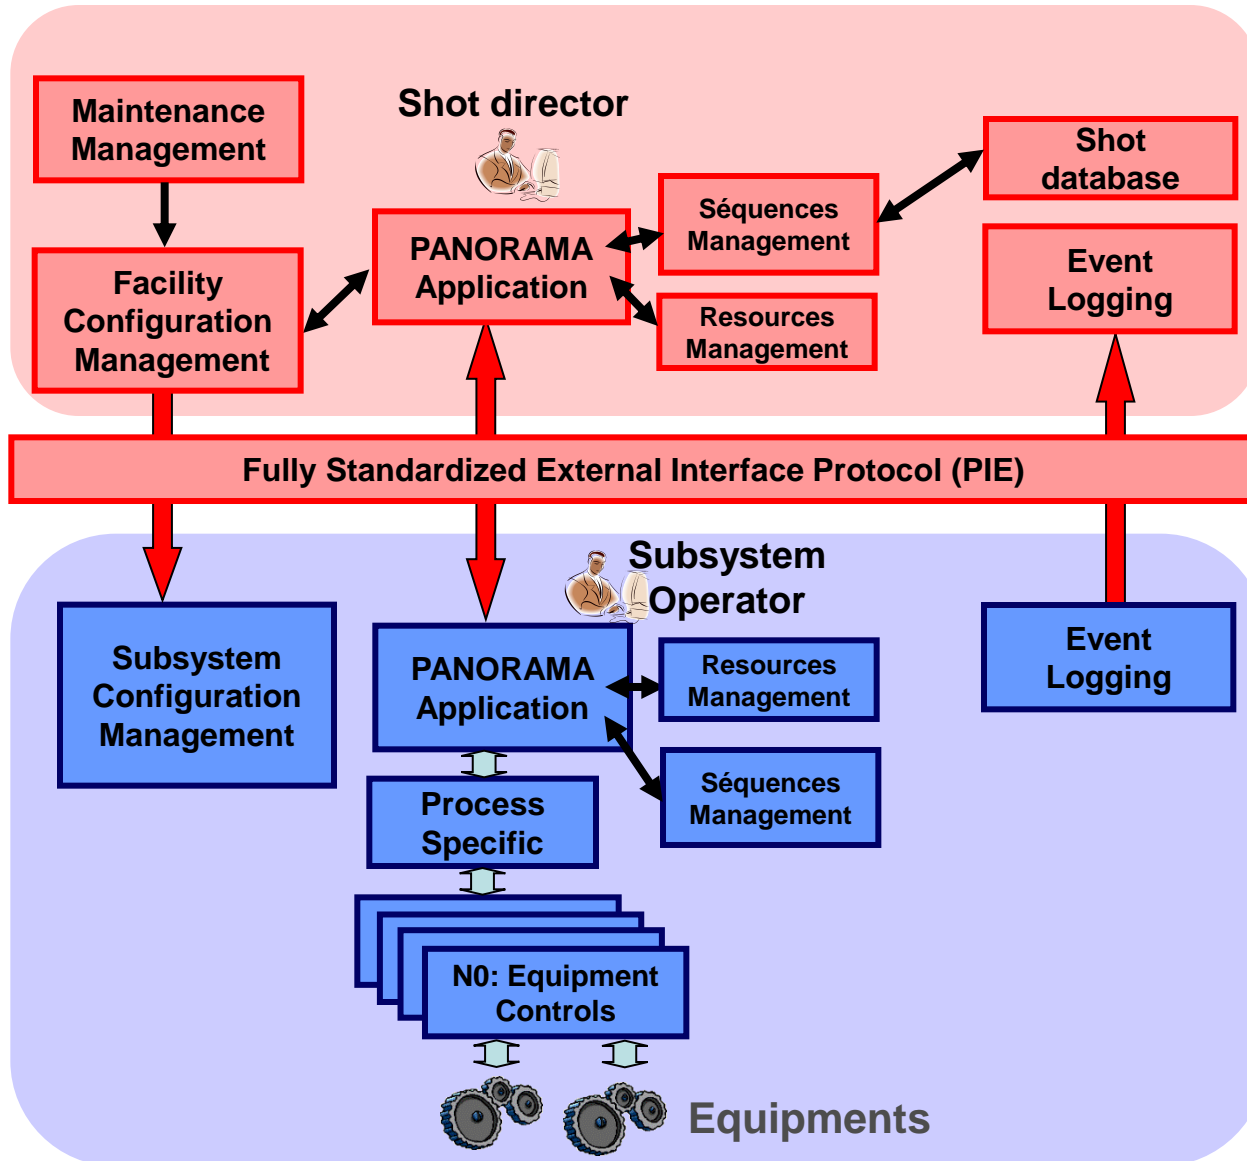 Maintenance
Management
Shot director
Shot
database
Séquences
Management
PANORAMA
Application
Facility
Configuration
Management
Event
Logging
Resources
Management
Fully Standardized External Interface Protocol (PIE)
Subsystem
Operator
Subsystem
Configuration
Management
PANORAMA
Application
Resources
Management
Event
Logging
Séquences
Management
Process
Specific
N0: Equipment
Controls
Equipments